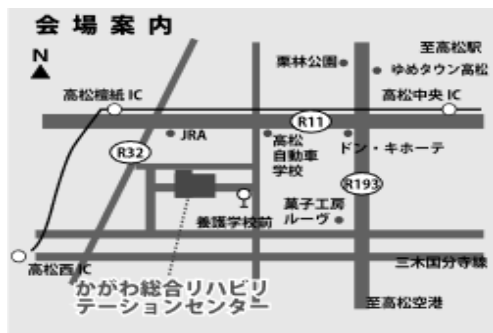 会場案内
N
至高松駅
栗林公園
ゆめタウン高松
高松檀紙 IC
高松中央 IC
R11
JRA
高松
自動車
学校
ドン・キホーテ
R32
R193
菓子工房
ルーヴ
養護学校前
高松西 IC
三木国分寺線
かがわ総合リハビリ
テーションセンター
至高松空港